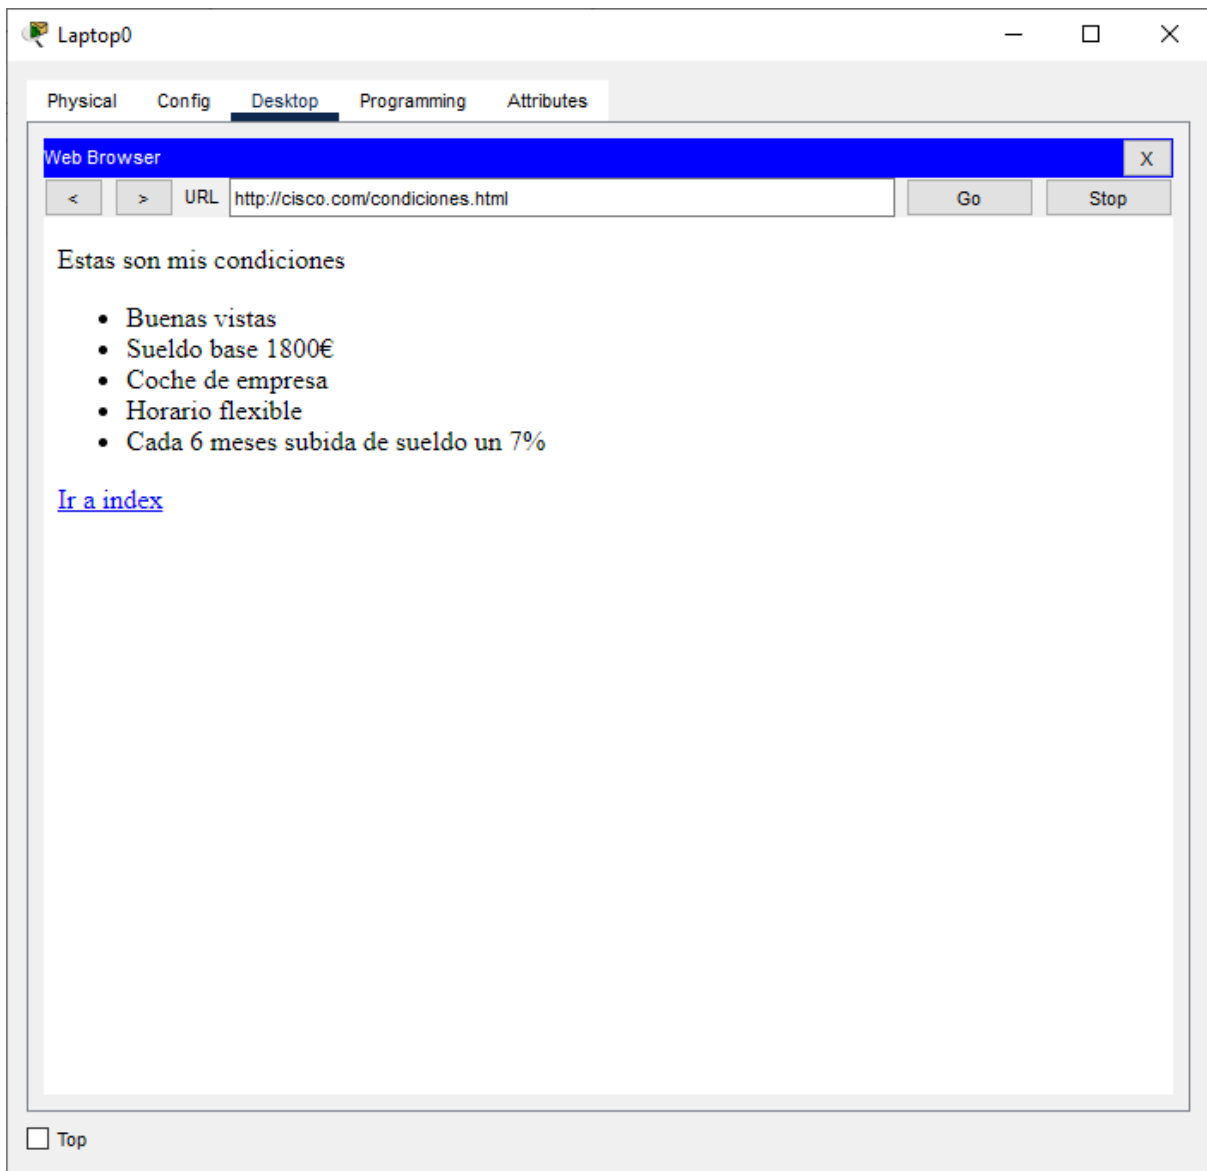 Laptop0
Physical Config Desktop Programming Attributes
Web Browser X
< > URL http://cisco.com/condiciones.html Go Stop
Estas son mis condiciones
• Buenas vistas
• Sueldo base 1800€
• Coche de empresa
• Horario flexible
• Cada 6 meses subida de sueldo un 7%
Ir a index
Top